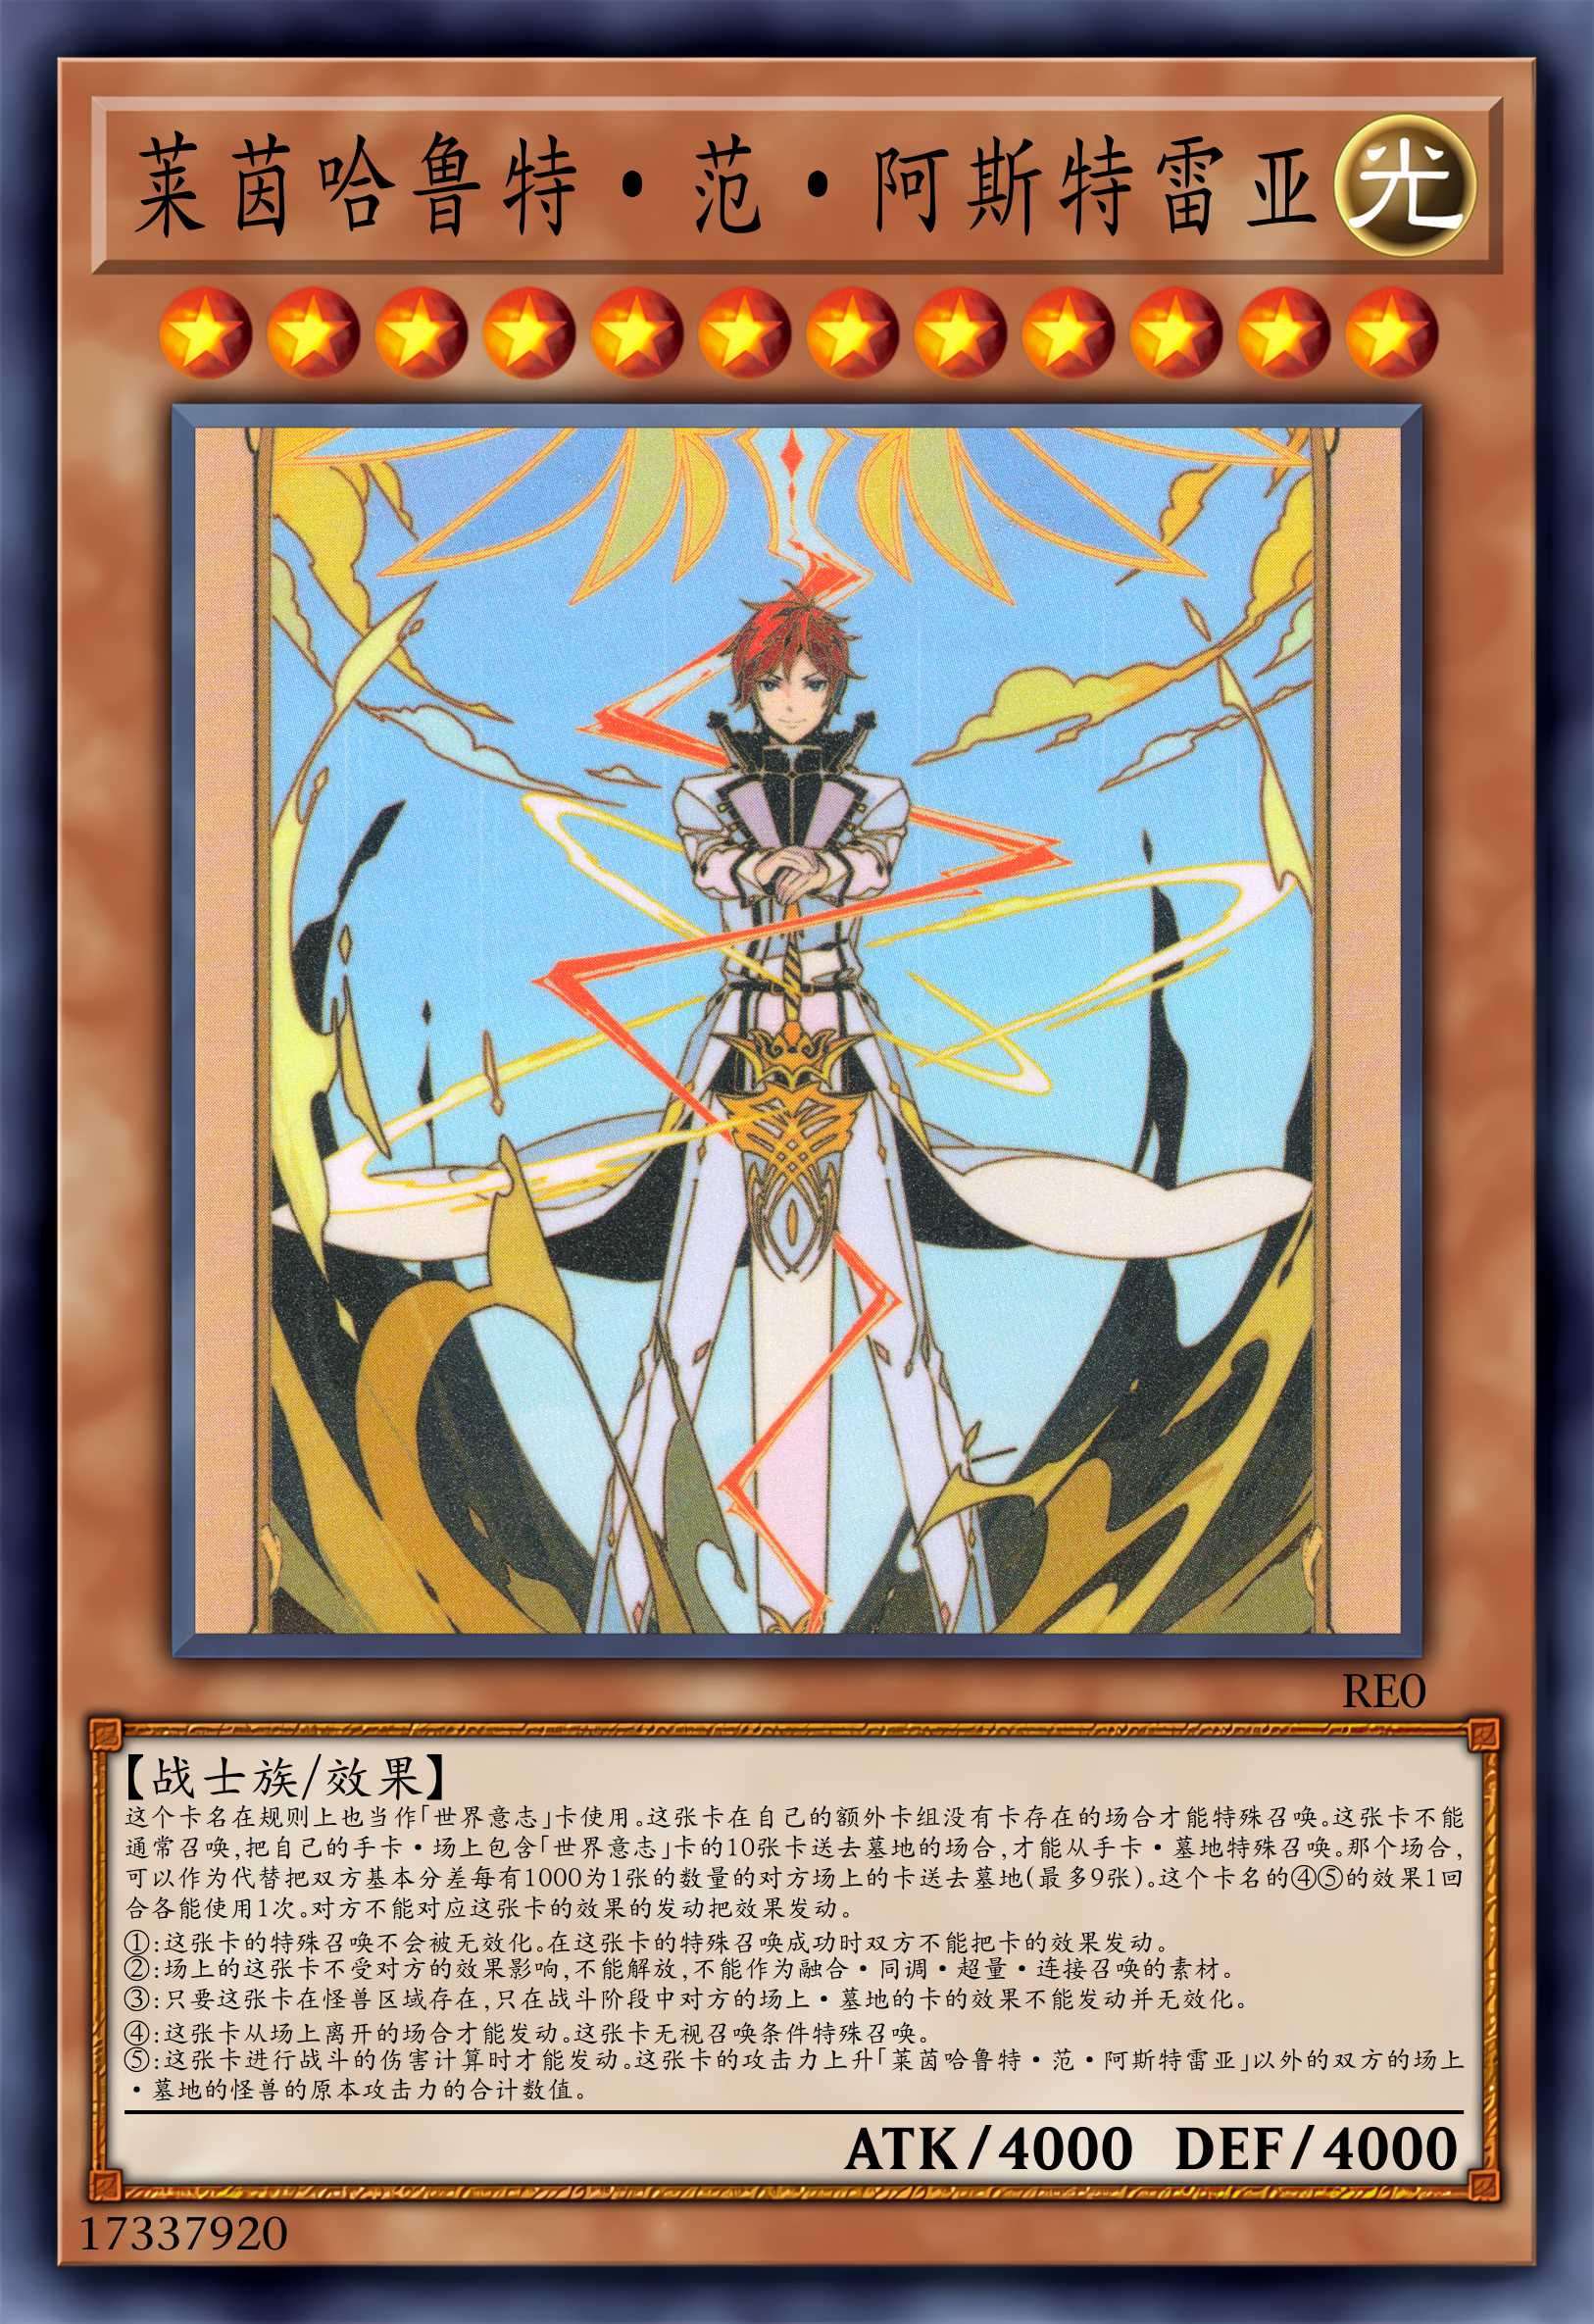 莱茵哈鲁特·范·阿斯特雷亚
光
RE0
【战士族/效果】
这个卡名在规则上也当作「世界意志」卡使用。这张卡在自己的额外卡组没有卡存在的场合才能特殊召唤。这张卡不能
通常召唤,把自己的手卡·场上包含「世界意志」卡的10张卡送去墓地的场合,才能从手卡·墓地特殊召唤。那个场合,
可以作为代替把双方基本分差每有1000为1张的数量的对方场上的卡送去墓地(最多9张)。这个卡名的④⑤的效果1回
合各能使用1次。对方不能对应这张卡的效果的发动把效果发动。
①:这张卡的特殊召唤不会被无效化。在这张卡的特殊召唤成功时双方不能把卡的效果发动。
②:场上的这张卡不受对方的效果影响,不能解放,不能作为融合·同调·超量·连接召唤的素材。
③:只要这张卡在怪兽区域存在,只在战斗阶段中对方的场上·墓地的卡的效果不能发动并无效化。
④:这张卡从场上离开的场合才能发动。这张卡无视召唤条件特殊召唤。
⑤:这张卡进行战斗的伤害计算时才能发动。这张卡的攻击力上升「莱茵哈鲁特·范·阿斯特雷亚」以外的双方的场上
·墓地的怪兽的原本攻击力的合计数值。
ATK/4000 DEF/4000
17337920